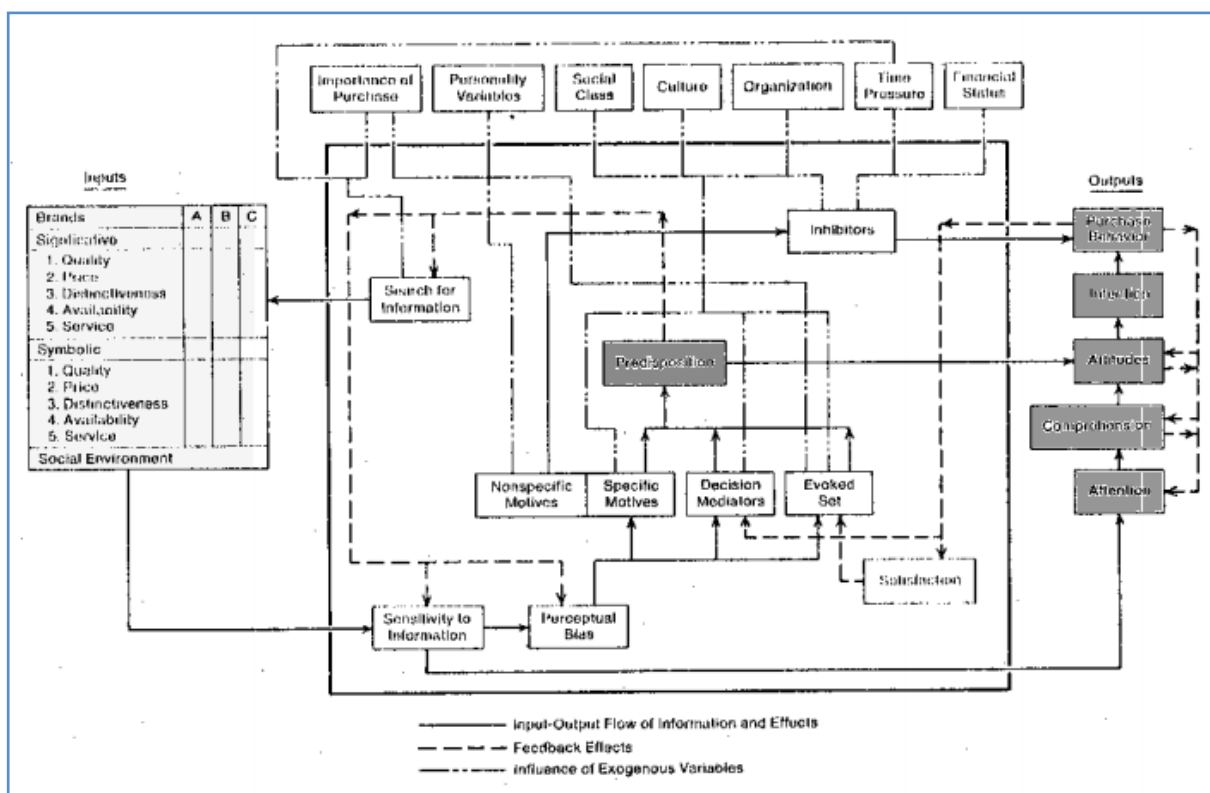 Importance of
Purchase
Personality
Variables
Social
Class
Culture
Organization
Time
Pressure
Financial
Status
Inputs
Brands A B C
Significative
1. Quality
2. Price
3. Distinctiveness
4. Availability
5. Service
Symbolic
1. Quality
2. Price
3. Distinctiveness
4. Availability
5. Service
Social Environment
Search for
Information
Inhibitors
Predisposition
Nonspecific
Motives
Specific
Motives
Decision
Mediators
Evoked
Set
Satisfaction
Sensitivity to
Information
Perceptual
Bias
Outputs
Purchase
Behavior
Intention
Attitudes
Comprehension
Attention
Input-Output Flow of Information and Effects
Feedback Effects
Influence of Exogenous Variables